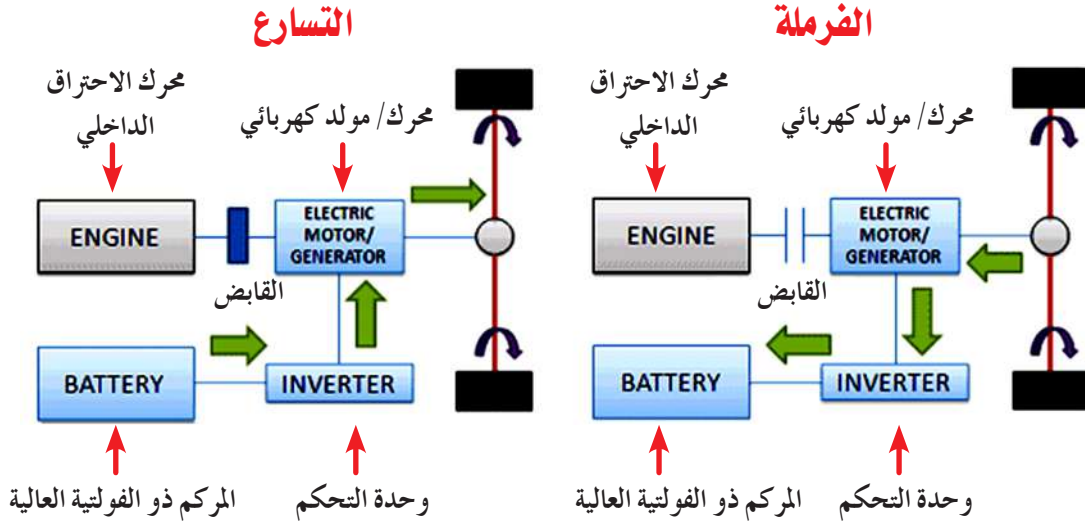 التسارع
محرك الاحتراق
الداخلي
محرك/ مولد كهربائي
ENGINE
ELECTRIC
MOTOR/
GENERATOR
القابض
BATTERY
INVERTER
المركم ذو الفولتية العالية
وحدة التحكم
الفرملة
محرك الاحتراق
الداخلي
محرك/ مولد كهربائي
ENGINE
ELECTRIC
MOTOR/
GENERATOR
القابض
BATTERY
INVERTER
المركم ذو الفولتية العالية
وحدة التحكم